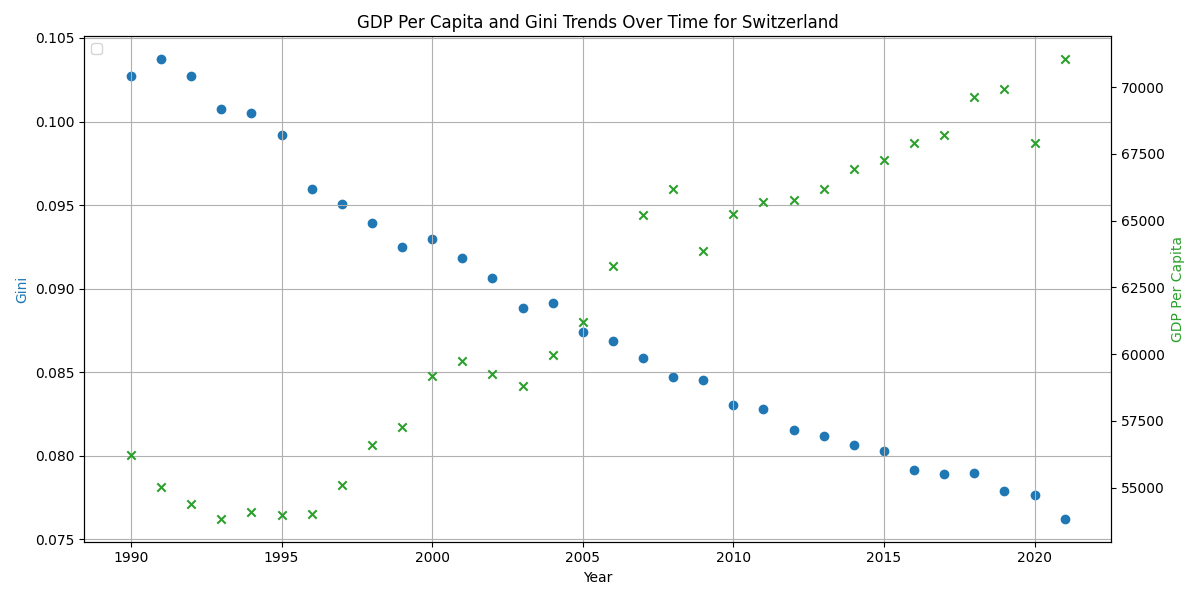 GDP Per Capita and Gini Trends Over Time for Switzerland
0.105
0.100
0.095
0.090
0.085
0.080
0.075
Gini
70000
67500
65000
62500
60000
57500
55000
GDP Per Capita
1990 1995 2000 2005 2010 2015 2020
Year